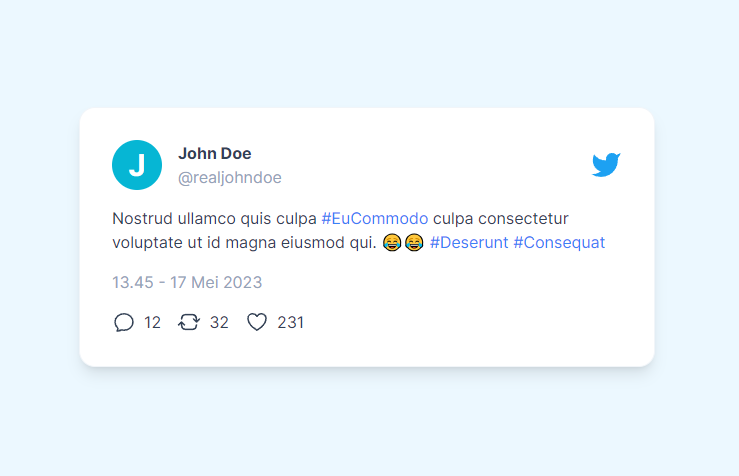 J
John Doe
@realjohndoe
Nostrud ullamco quis culpa #EuCommodo culpa consectetur
voluptate ut id magna eiusmod qui. 😂😂 #Deserunt #Consequat
13.45 - 17 Mei 2023
12 32 231